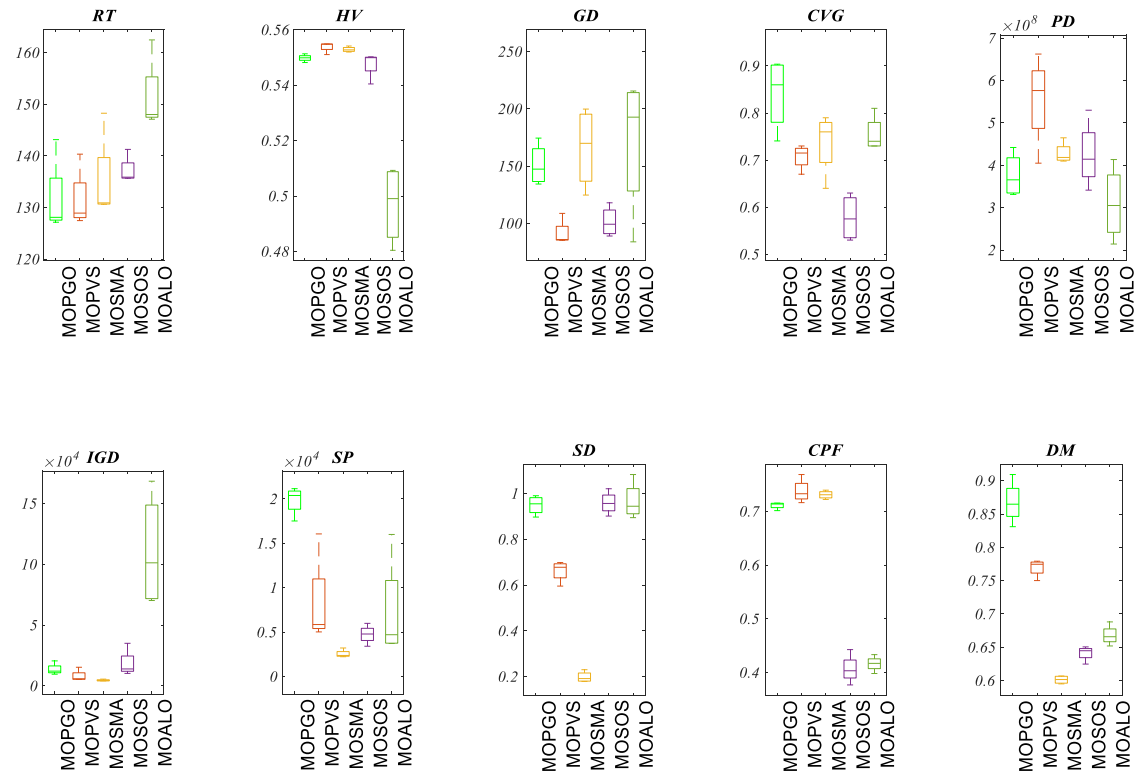 RT
160
150
140
130
120
MOPGO
MOPVS
MOSMA
MOSOS
MOALO
HV
0.56
0.54
0.52
0.5
0.48
MOPGO
MOPVS
MOSMA
MOSOS
MOALO
GD
250
200
150
100
MOPGO
MOPVS
MOSMA
MOSOS
MOALO
CVG
0.9
0.8
0.7
0.6
0.5
MOPGO
MOPVS
MOSMA
MOSOS
MOALO
×10⁸ PD
7
6
5
4
3
2
MOPGO
MOPVS
MOSMA
MOSOS
MOALO
×10⁴ IGD
15
10
5
0
MOPGO
MOPVS
MOSMA
MOSOS
MOALO
×10⁴ SP
2
1.5
1
0.5
0
MOPGO
MOPVS
MOSMA
MOSOS
MOALO
SD
1
0.8
0.6
0.4
0.2
MOPGO
MOPVS
MOSMA
MOSOS
MOALO
CPF
0.7
0.6
0.5
0.4
MOPGO
MOPVS
MOSMA
MOSOS
MOALO
DM
0.9
0.85
0.8
0.75
0.7
0.65
0.6
MOPGO
MOPVS
MOSMA
MOSOS
MOALO